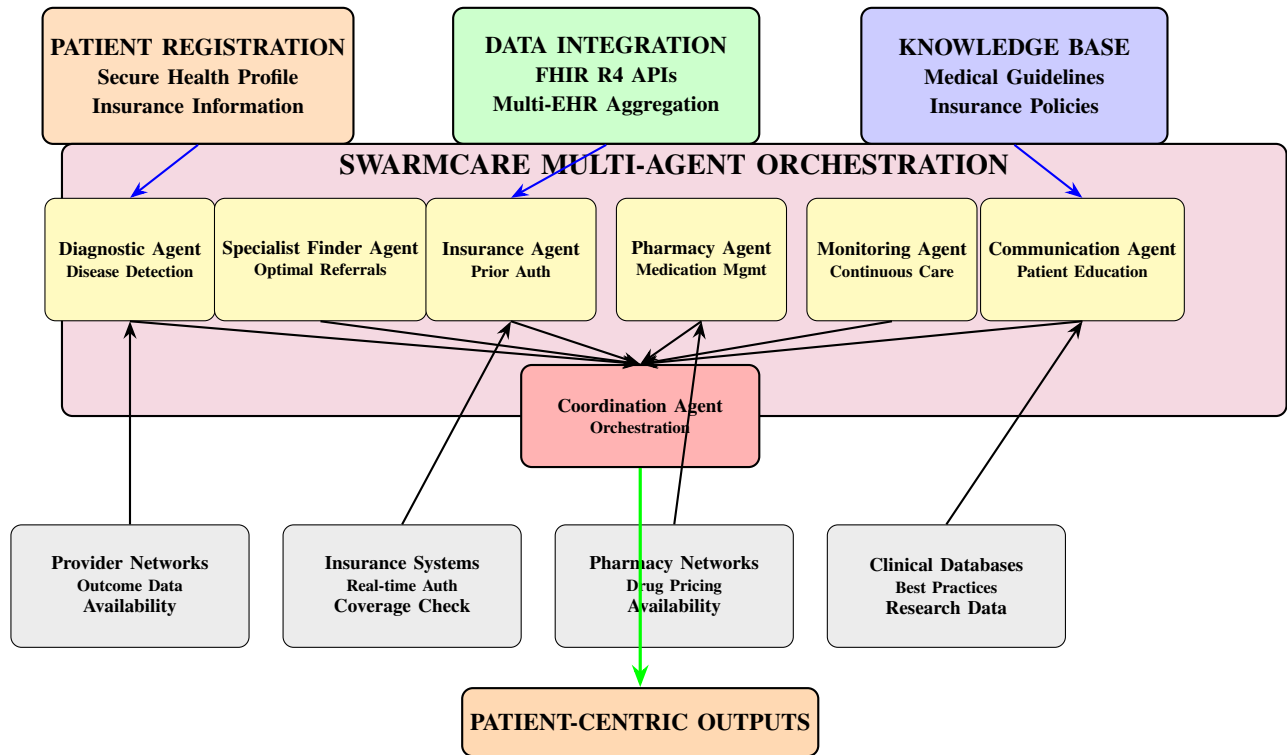 PATIENT REGISTRATION
Secure Health Profile
Insurance Information
DATA INTEGRATION
FHIR R4 APIs
Multi-EHR Aggregation
KNOWLEDGE BASE
Medical Guidelines
Insurance Policies
SWARMCARE MULTI-AGENT ORCHESTRATION
Diagnostic Agent
Disease Detection
Specialist Finder Agent
Optimal Referrals
Insurance Agent
Prior Auth
Pharmacy Agent
Medication Mgmt
Monitoring Agent
Continuous Care
Communication Agent
Patient Education
Coordination Agent
Orchestration
Provider Networks
Outcome Data
Availability
Insurance Systems
Real-time Auth
Coverage Check
Pharmacy Networks
Drug Pricing
Availability
Clinical Databases
Best Practices
Research Data
PATIENT-CENTRIC OUTPUTS